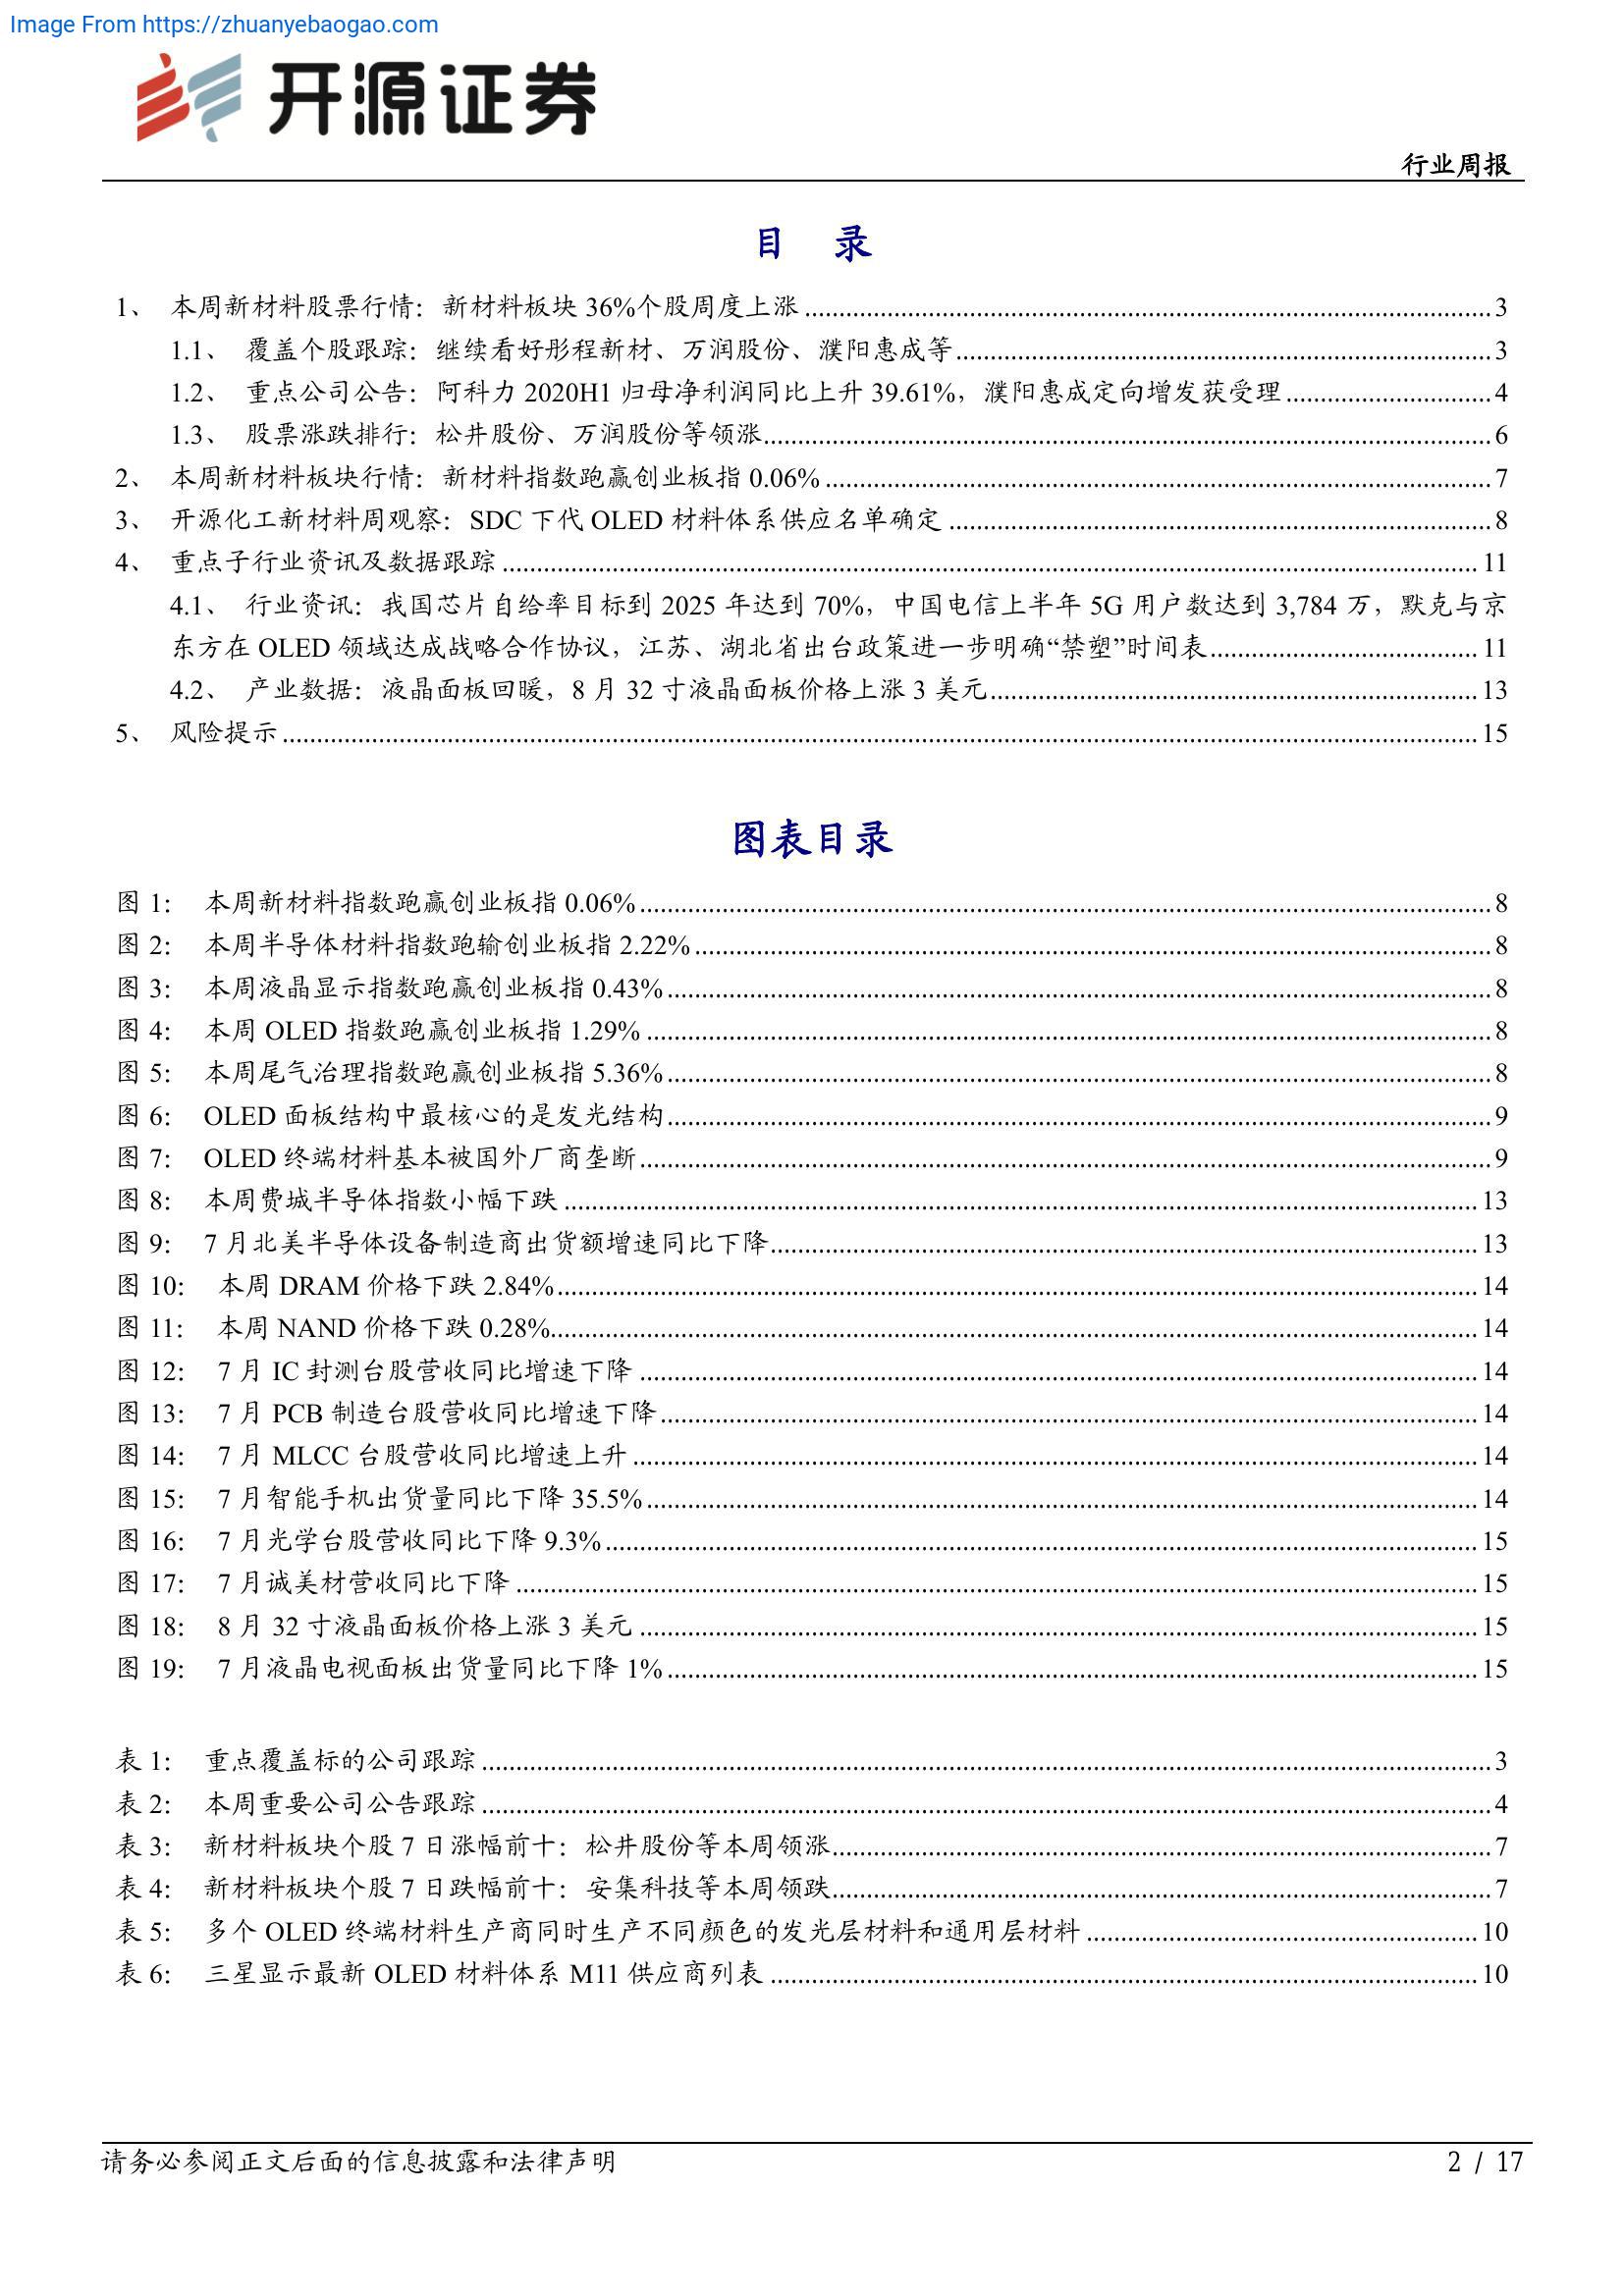 Image From https://zhuanyebaogao.com
开源证券
行业周报
目 录
1、 本周新材料股票行情：新材料板块 36%个股周度上涨 3
1.1、 覆盖个股跟踪：继续看好彤程新材、万润股份、濮阳惠成等 3
1.2、 重点公司公告：阿科力 2020H1 归母净利润同比上升 39.61%，濮阳惠成定向增发获受理 4
1.3、 股票涨跌排行：松井股份、万润股份等领涨 6
2、 本周新材料板块行情：新材料指数跑赢创业板指 0.06% 7
3、 开源化工新材料周观察：SDC 下代 OLED 材料体系供应名单确定 8
4、 重点子行业资讯及数据跟踪 11
4.1、 行业资讯：我国芯片自给率目标到 2025 年达到 70%，中国电信上半年 5G 用户数达到 3,784 万，默克与京
东方在 OLED 领域达成战略合作协议，江苏、湖北省出台政策进一步明确“禁塑”时间表 11
4.2、 产业数据：液晶面板回暖，8 月 32 寸液晶面板价格上涨 3 美元 13
5、 风险提示 15
图表目录
图 1： 本周新材料指数跑赢创业板指 0.06% 8
图 2： 本周半导体材料指数跑输创业板指 2.22% 8
图 3： 本周液晶显示指数跑赢创业板指 0.43% 8
图 4： 本周 OLED 指数跑赢创业板指 1.29% 8
图 5： 本周尾气治理指数跑赢创业板指 5.36% 8
图 6： OLED 面板结构中最核心的是发光结构 9
图 7： OLED 终端材料基本被国外厂商垄断 9
图 8： 本周费城半导体指数小幅下跌 13
图 9： 7 月北美半导体设备制造商出货额增速同比下降 13
图 10： 本周 DRAM 价格下跌 2.84% 14
图 11： 本周 NAND 价格下跌 0.28% 14
图 12： 7 月 IC 封测台股营收同比增速下降 14
图 13： 7 月 PCB 制造台股营收同比增速下降 14
图 14： 7 月 MLCC 台股营收同比增速上升 14
图 15： 7 月智能手机出货量同比下降 35.5% 14
图 16： 7 月光学台股营收同比下降 9.3% 15
图 17： 7 月诚美材营收同比下降 15
图 18： 8 月 32 寸液晶面板价格上涨 3 美元 15
图 19： 7 月液晶电视面板出货量同比下降 1% 15
表 1： 重点覆盖标的公司跟踪 3
表 2： 本周重要公司公告跟踪 4
表 3： 新材料板块个股 7 日涨幅前十：松井股份等本周领涨 7
表 4： 新材料板块个股 7 日跌幅前十：安集科技等本周领跌 7
表 5： 多个 OLED 终端材料生产商同时生产不同颜色的发光层材料和通用层材料 10
表 6： 三星显示最新 OLED 材料体系 M11 供应商列表 10
请务必参阅正文后面的信息披露和法律声明
2 / 17